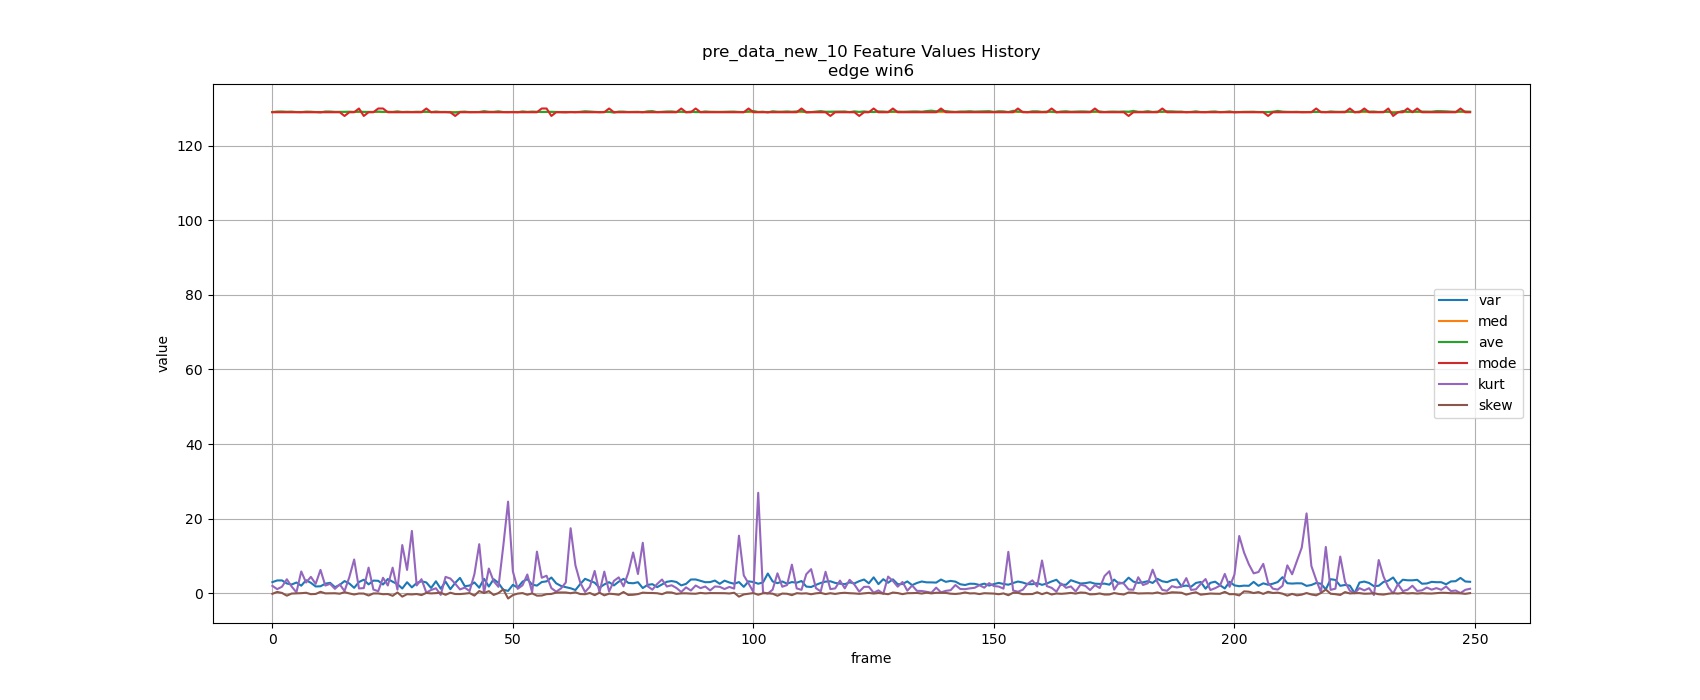 pre_data_new_10 Feature Values History
edge win6
value
120
100
80
60
40
20
0
0
50
100
150
200
250
frame
var
med
ave
mode
kurt
skew